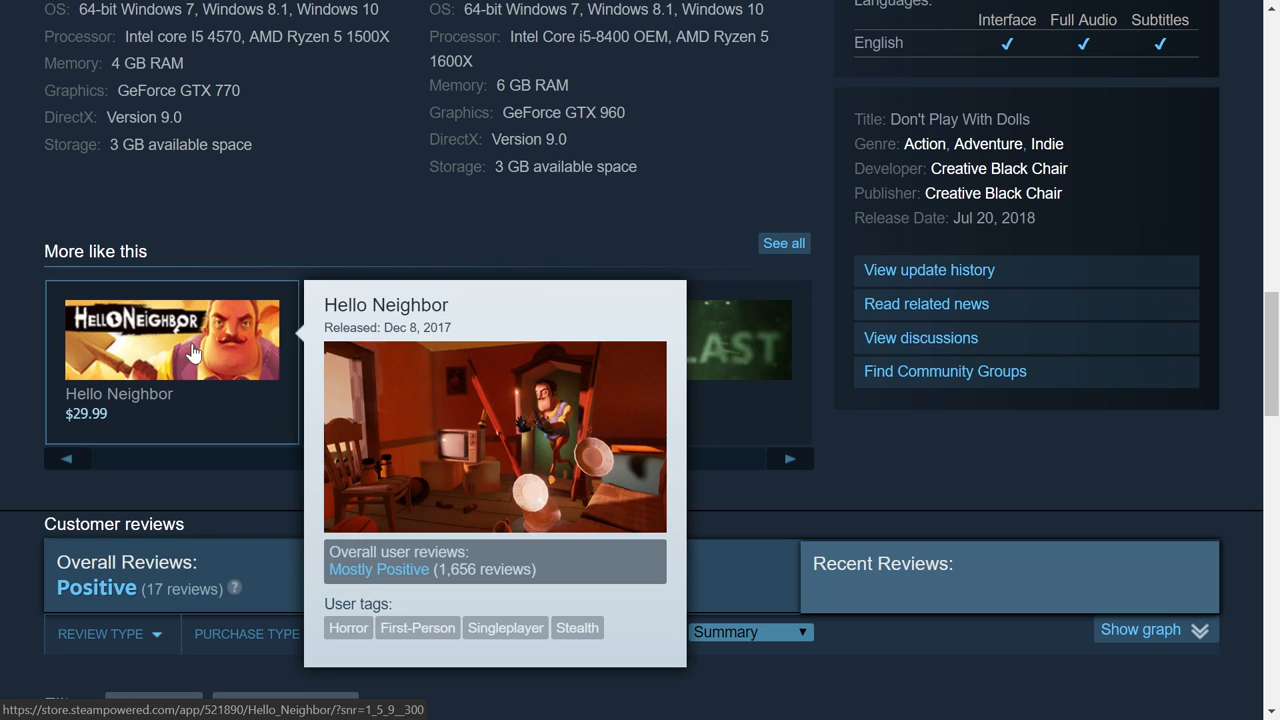 OS: 64-bit Windows 7, Windows 8.1, Windows 10
Processor: Intel core I5 4570, AMD Ryzen 5 1500X
Memory: 4 GB RAM
Graphics: GeForce GTX 770
DirectX: Version 9.0
Storage: 3 GB available space
OS: 64-bit Windows 7, Windows 8.1, Windows 10
Processor: Intel Core i5-8400 OEM, AMD Ryzen 5
1600X
Memory: 6 GB RAM
Graphics: GeForce GTX 960
DirectX: Version 9.0
Storage: 3 GB available space
Languages:
Interface Full Audio Subtitles
English ✔ ✔ ✔
Title: Don't Play With Dolls
Genre: Action, Adventure, Indie
Developer: Creative Black Chair
Publisher: Creative Black Chair
Release Date: Jul 20, 2018
View update history
Read related news
View discussions
Find Community Groups
More like this
See all
HELLO NEIGHBOR
Hello Neighbor
$29.99
Hello Neighbor
Released: Dec 8, 2017
Overall user reviews:
Mostly Positive (1,656 reviews)
User tags:
Horror First-Person Singleplayer Stealth
LAST
Customer reviews
Overall Reviews:
Positive (17 reviews) ?
Recent Reviews:
REVIEW TYPE PURCHASE TYPE
Summary
Show graph
https://store.steampowered.com/app/521890/Hello_Neighbor/?snr=1_5_9__300